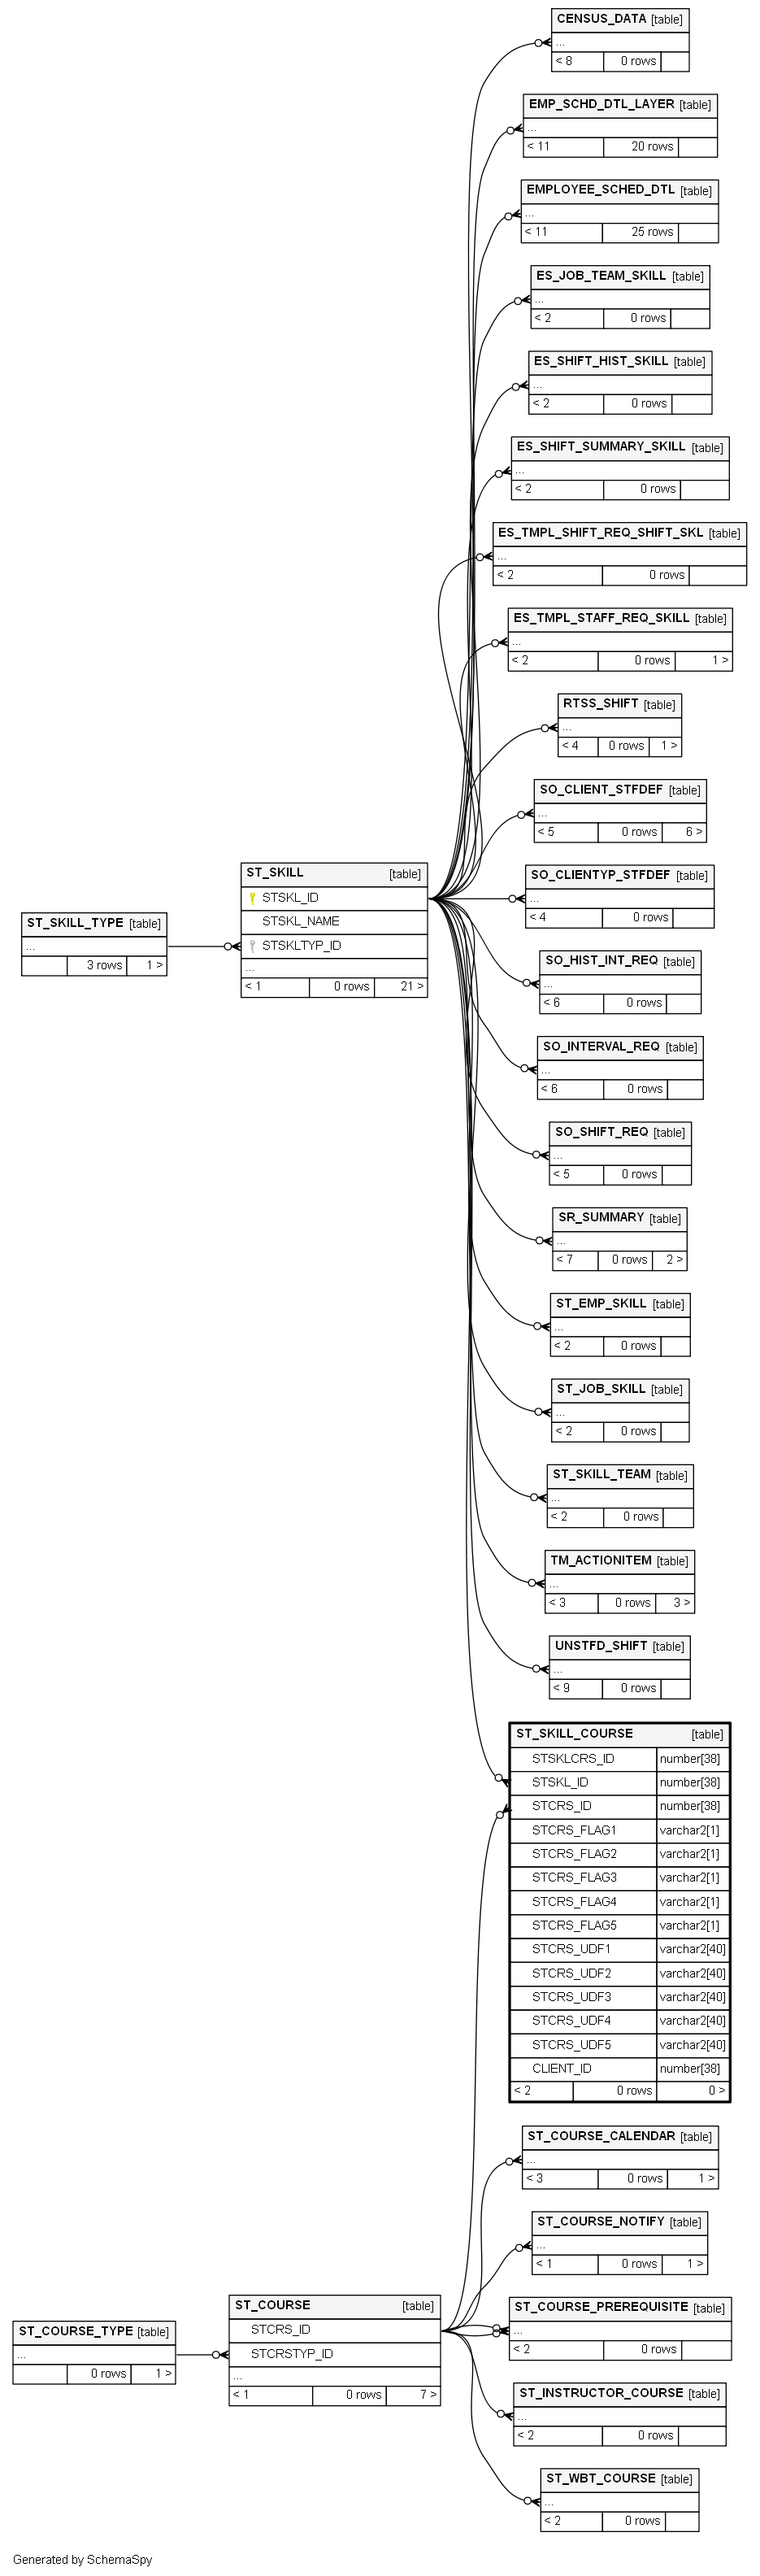 CENSUS_DATA [table]
...
< 8 0 rows
EMP_SCHD_DTL_LAYER [table]
...
< 11 20 rows
EMPLOYEE_SCHED_DTL [table]
...
< 11 25 rows
ES_JOB_TEAM_SKILL [table]
...
< 2 0 rows
ES_SHIFT_HIST_SKILL [table]
...
< 2 0 rows
ES_SHIFT_SUMMARY_SKILL [table]
...
< 2 0 rows
ES_TMPL_SHIFT_REQ_SHIFT_SKL [table]
...
< 2 0 rows
ES_TMPL_STAFF_REQ_SKILL [table]
...
< 2 0 rows 1 >
RTSS_SHIFT [table]
...
< 4 0 rows 1 >
SO_CLIENT_STFDEF [table]
...
< 5 0 rows 6 >
ST_SKILL [table]
STSKL_ID
STSKL_NAME
STSKLTYP_ID
...
< 1 0 rows 21 >
ST_SKILL_TYPE [table]
...
3 rows 1 >
SO_CLIENTYP_STFDEF [table]
...
< 4 0 rows
SO_HIST_INT_REQ [table]
...
< 6 0 rows
SO_INTERVAL_REQ [table]
...
< 6 0 rows
SO_SHIFT_REQ [table]
...
< 5 0 rows
SR_SUMMARY [table]
...
< 7 0 rows 2 >
ST_EMP_SKILL [table]
...
< 2 0 rows
ST_JOB_SKILL [table]
...
< 2 0 rows
ST_SKILL_TEAM [table]
...
< 2 0 rows
TM_ACTIONITEM [table]
...
< 3 0 rows 3 >
UNSTFD_SHIFT [table]
...
< 9 0 rows
ST_SKILL_COURSE [table]
STSKLCRS_ID number[38]
STSKL_ID number[38]
STCRS_ID number[38]
STCRS_FLAG1 varchar2[1]
STCRS_FLAG2 varchar2[1]
STCRS_FLAG3 varchar2[1]
STCRS_FLAG4 varchar2[1]
STCRS_FLAG5 varchar2[1]
STCRS_UDF1 varchar2[40]
STCRS_UDF2 varchar2[40]
STCRS_UDF3 varchar2[40]
STCRS_UDF4 varchar2[40]
STCRS_UDF5 varchar2[40]
CLIENT_ID number[38]
< 2 0 rows 0 >
ST_COURSE_CALENDAR [table]
...
< 3 0 rows 1 >
ST_COURSE_NOTIFY [table]
...
< 1 0 rows 1 >
ST_COURSE [table]
STCRS_ID
STCRSTYP_ID
...
< 1 0 rows 7 >
ST_COURSE_TYPE [table]
...
0 rows 1 >
ST_COURSE_PREREQUISITE [table]
...
< 2 0 rows
ST_INSTRUCTOR_COURSE [table]
...
< 2 0 rows
ST_WBT_COURSE [table]
...
< 2 0 rows
Generated by SchemaSpy